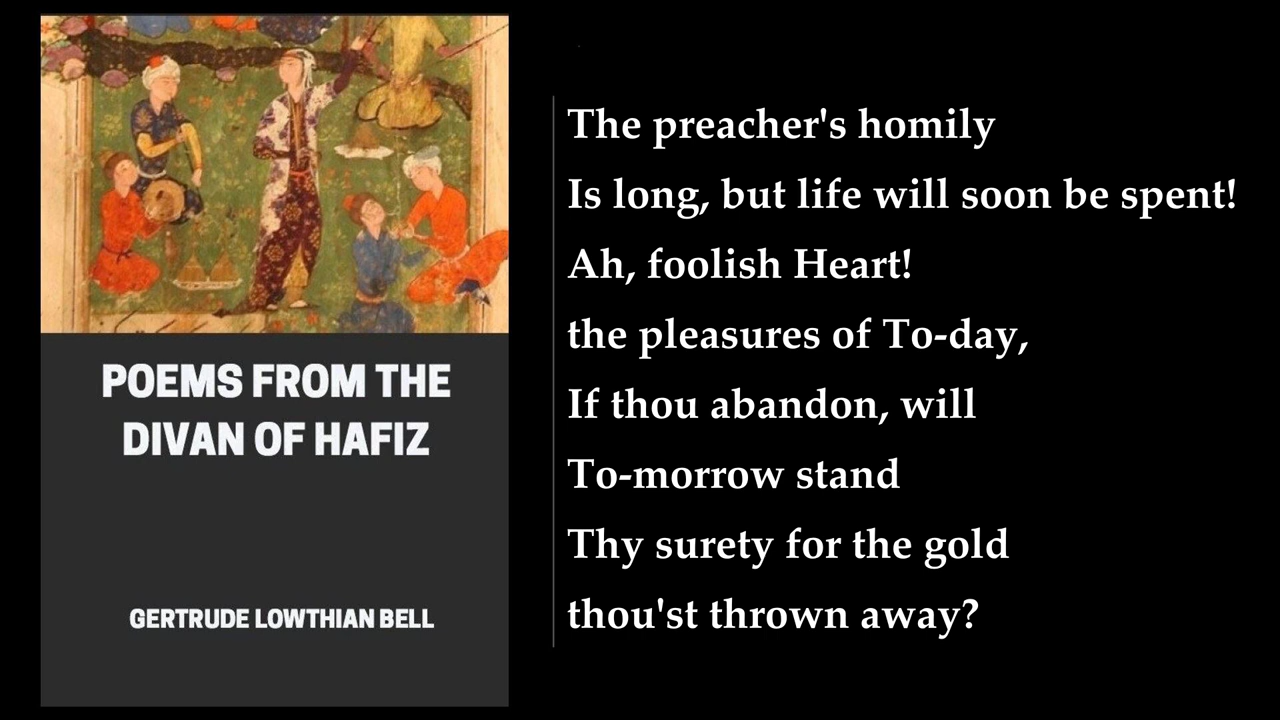 POEMS FROM THE
DIVAN OF HAFIZ
GERTRUDE LOWTHIAN BELL
The preacher's homily
Is long, but life will soon be spent!
Ah, foolish Heart!
the pleasures of To-day,
If thou abandon, will
To-morrow stand
Thy surety for the gold
thou'st thrown away?